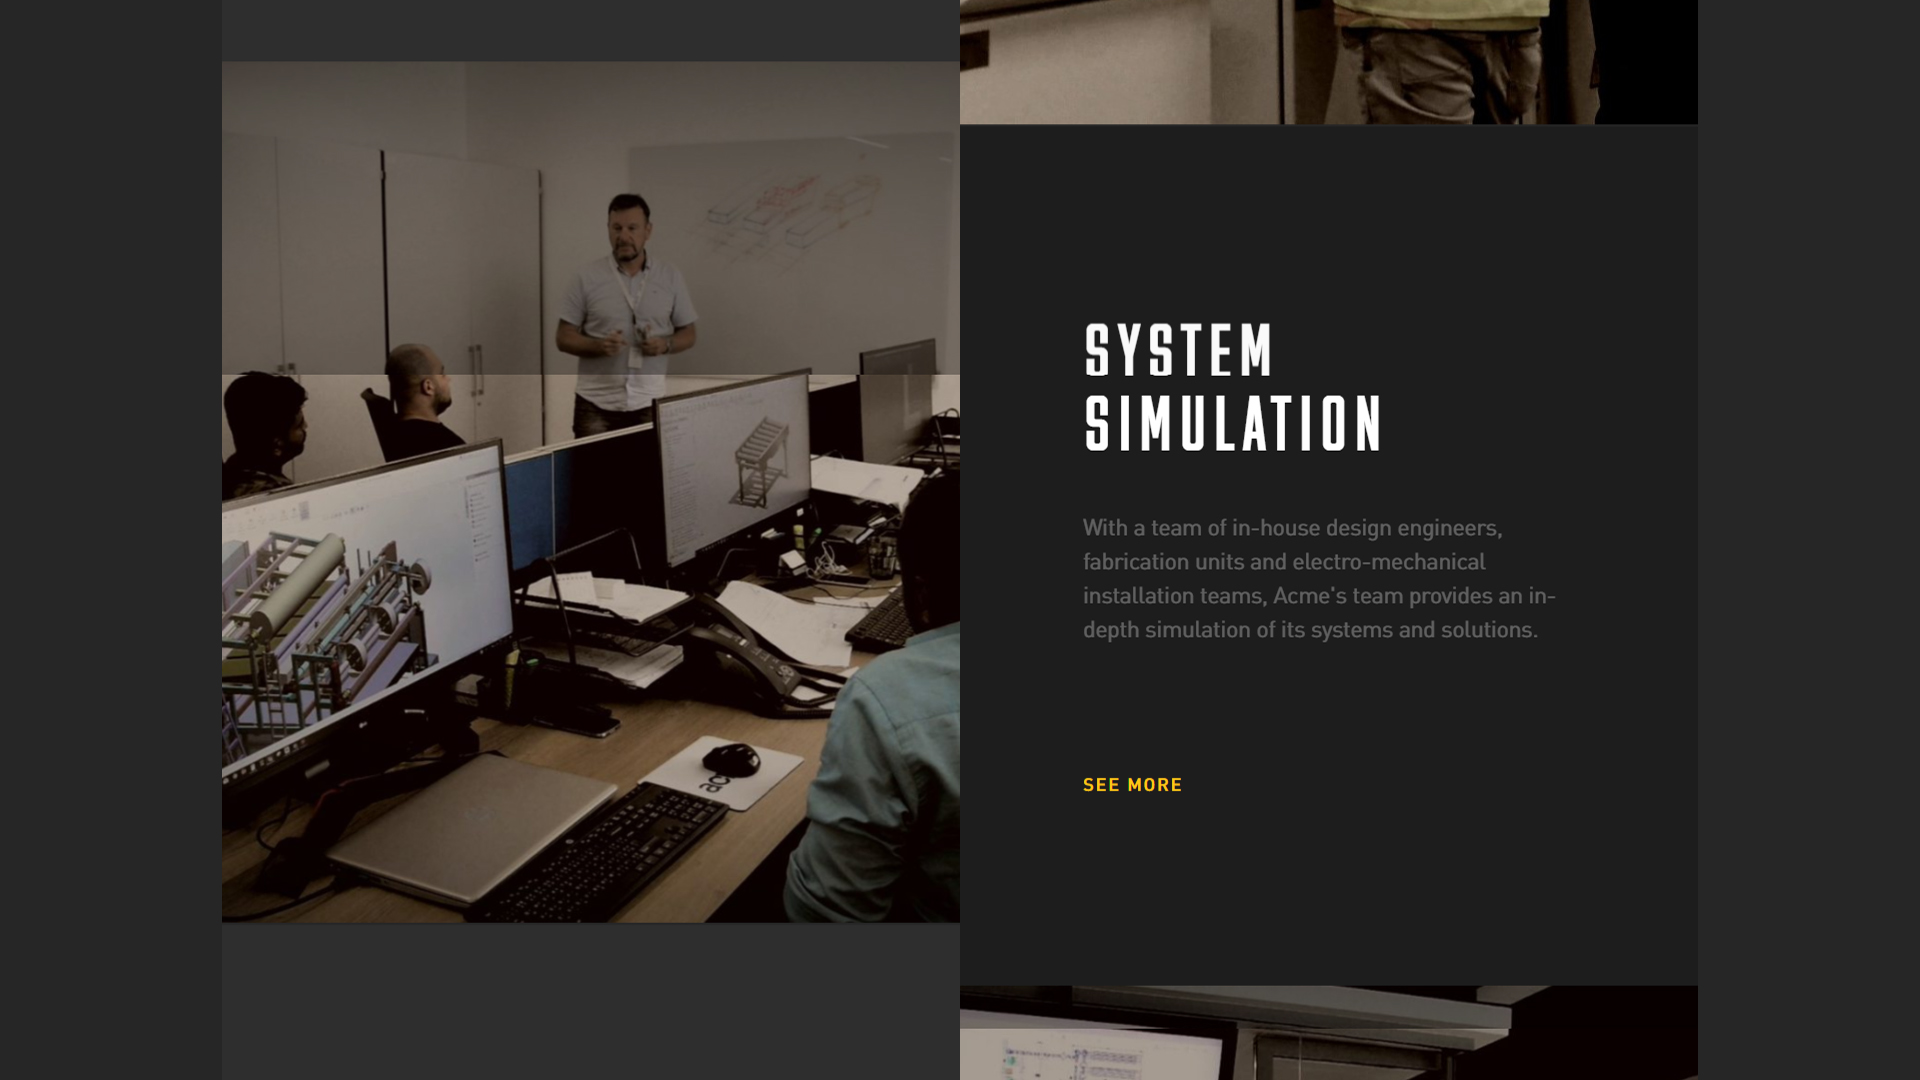 SYSTEM
SIMULATION
With a team of in-house design engineers,
fabrication units and electro-mechanical
installation teams, Acme's team provides an in-
depth simulation of its systems and solutions.
SEE MORE